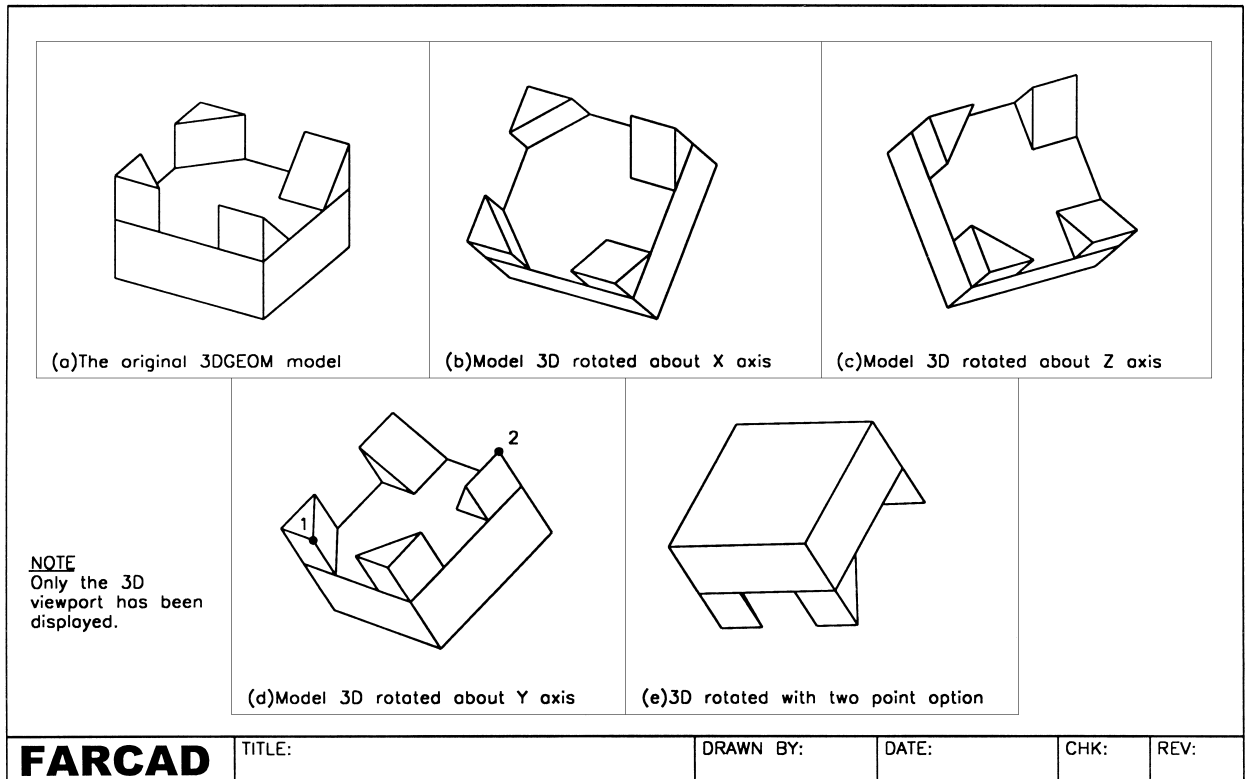 (a)The original 3DGEOM model
(b)Model 3D rotated about X axis
(c)Model 3D rotated about Z axis
1
2
NOTE
Only the 3D
viewport has been
displayed.
(d)Model 3D rotated about Y axis
(e)3D rotated with two point option
FARCAD
TITLE:
DRAWN BY:
DATE:
CHK:
REV: